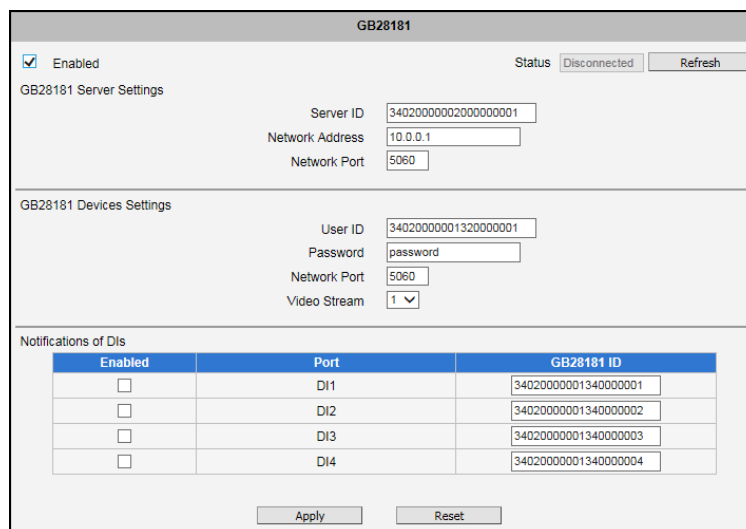 GB28181
Enabled Status Disconnected Refresh
GB28181 Server Settings
Server ID 34020000002000000001
Network Address 10.0.0.1
Network Port 5060
GB28181 Devices Settings
User ID 34020000001320000001
Password password
Network Port 5060
Video Stream 1
Notifications of DIs
Enabled Port GB28181 ID
DI1 34020000001340000001
DI2 34020000001340000002
DI3 34020000001340000003
DI4 34020000001340000004
Apply Reset